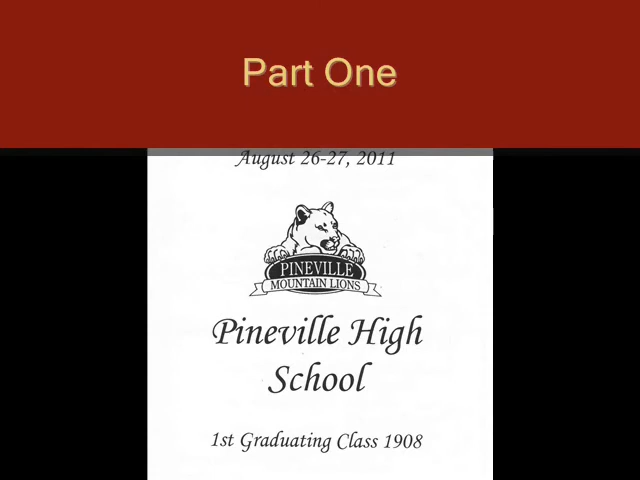 Part One
August 26-27, 2011
PINEVILLE
MOUNTAIN LIONS
Pineville High
School
1st Graduating Class 1908